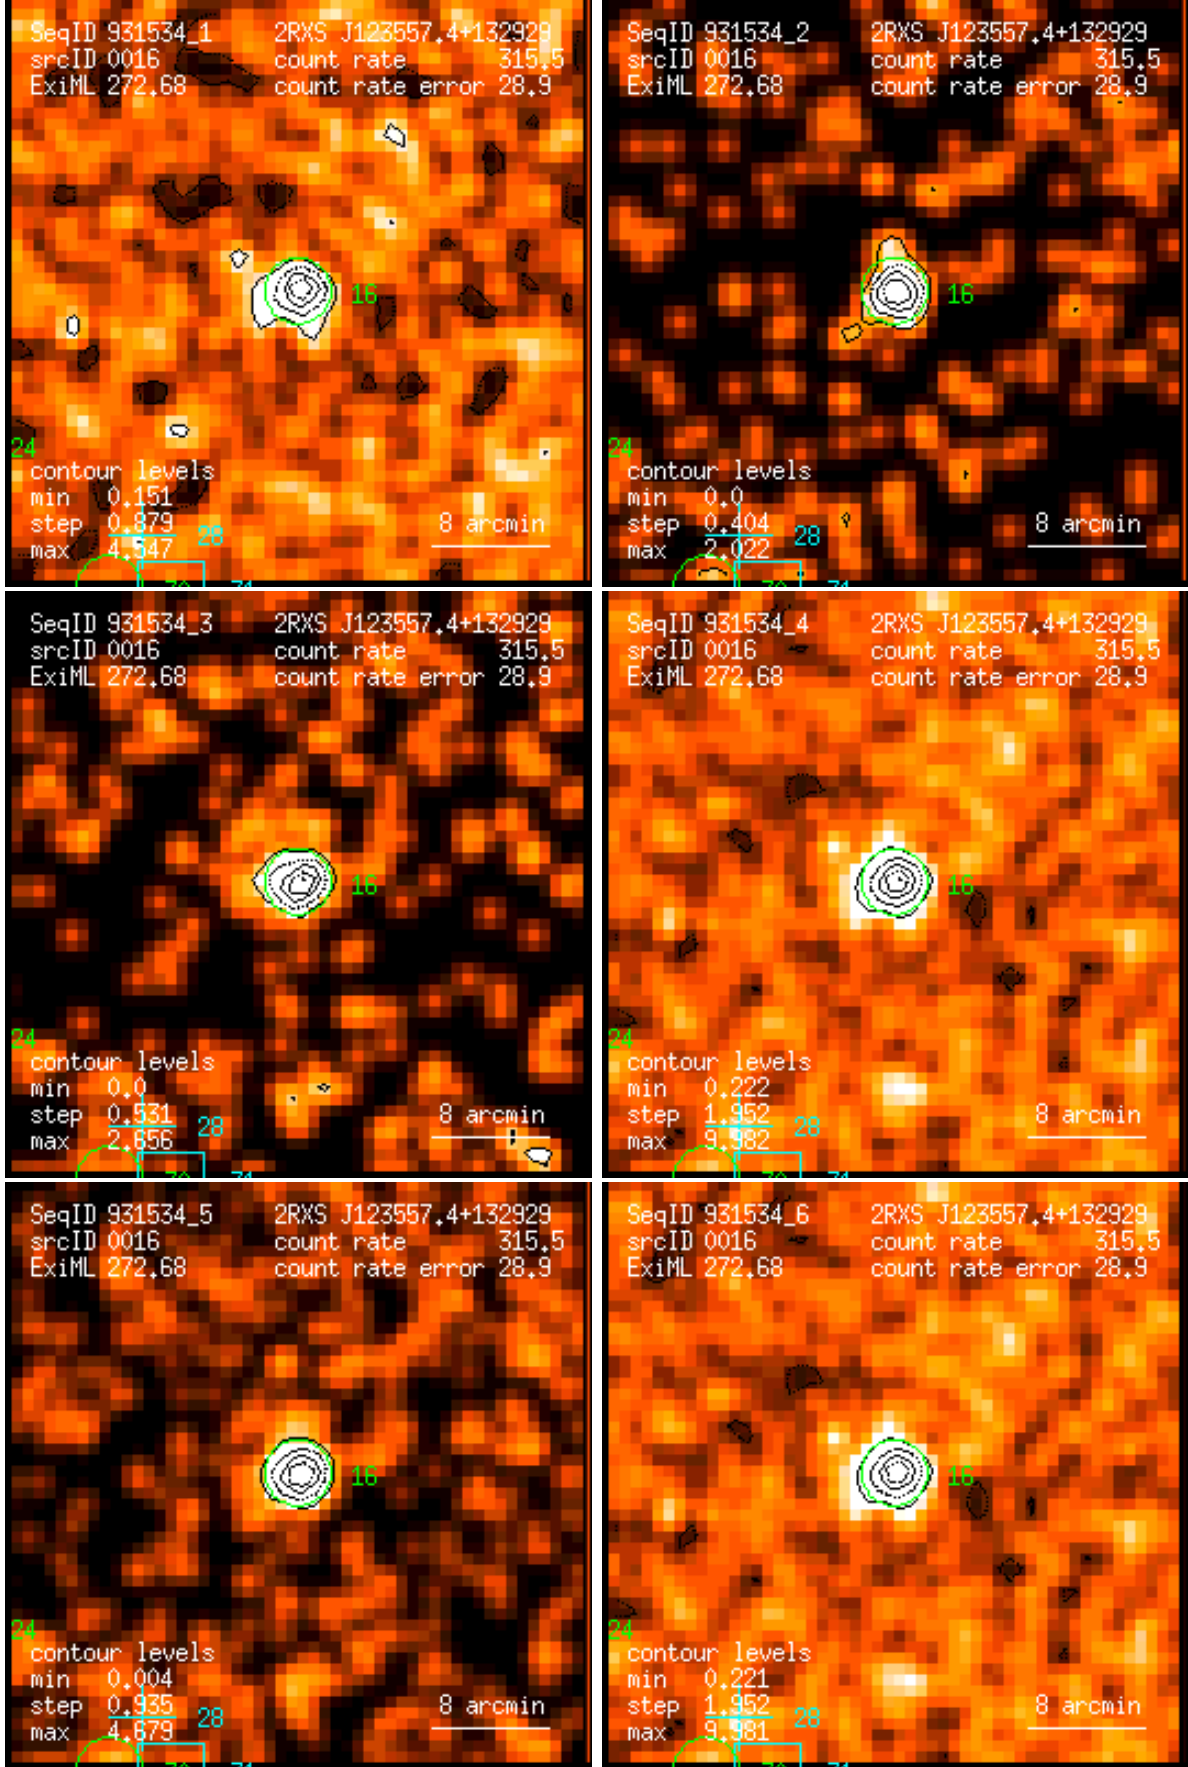 SeqID 931534_1 2RXS J123557.4+132929
srcID 0016 count rate 315.5
ExiML 272.68 count rate error 28.9
16
24
contour levels
min 0.151
step 0.879 8 arcmin
28
max 4.547
SeqID 931534_2 2RXS J123557.4+132929
srcID 0016 count rate 315.5
ExiML 272.68 count rate error 28.9
16
24
contour levels
min 0.0
step 0.404 8 arcmin
28
max 2.022
SeqID 931534_3 2RXS J123557.4+132929
srcID 0016 count rate 315.5
ExiML 272.68 count rate error 28.9
16
24
contour levels
min 0.0
step 0.531 8 arcmin
28
max 2.656
SeqID 931534_4 2RXS J123557.4+132929
srcID 0016 count rate 315.5
ExiML 272.68 count rate error 28.9
16
24
contour levels
min 0.222
step 1.952 8 arcmin
28
max 9.982
SeqID 931534_5 2RXS J123557.4+132929
srcID 0016 count rate 315.5
ExiML 272.68 count rate error 28.9
16
24
contour levels
min 0.004
step 0.935 8 arcmin
28
max 4.679
SeqID 931534_6 2RXS J123557.4+132929
srcID 0016 count rate 315.5
ExiML 272.68 count rate error 28.9
16
24
contour levels
min 0.221
step 1.952 8 arcmin
28
max 9.981